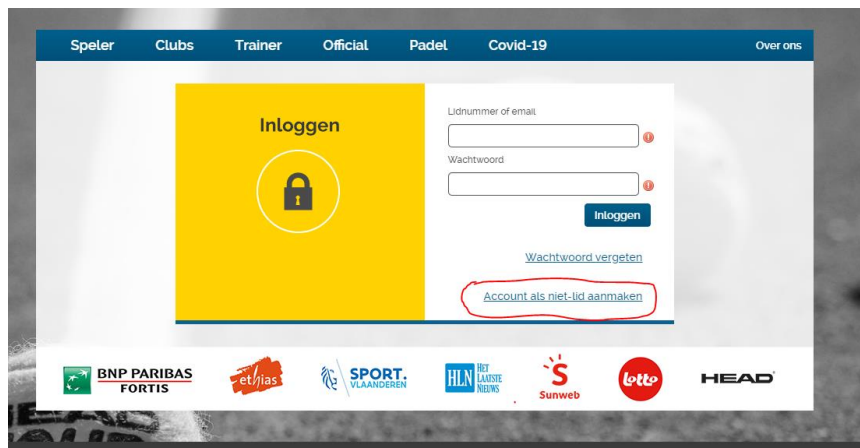 Speler Clubs Trainer Official Padel Covid-19 Over ons
Inloggen
Lidnummer of email
Wachtwoord
Inloggen
Wachtwoord vergeten
Account als niet-lid aanmaken
BNP PARIBAS
FORTIS
ethias
SPORT.
VLAANDEREN
HLN
HET
LAATSTE
NIEUWS
S
Sunweb
lotto
HEAD